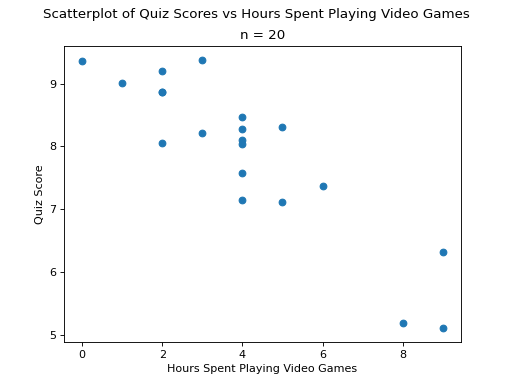 Scatterplot of Quiz Scores vs Hours Spent Playing Video Games
n = 20
9
8
7
6
5
Quiz Score
0 2 4 6 8
Hours Spent Playing Video Games